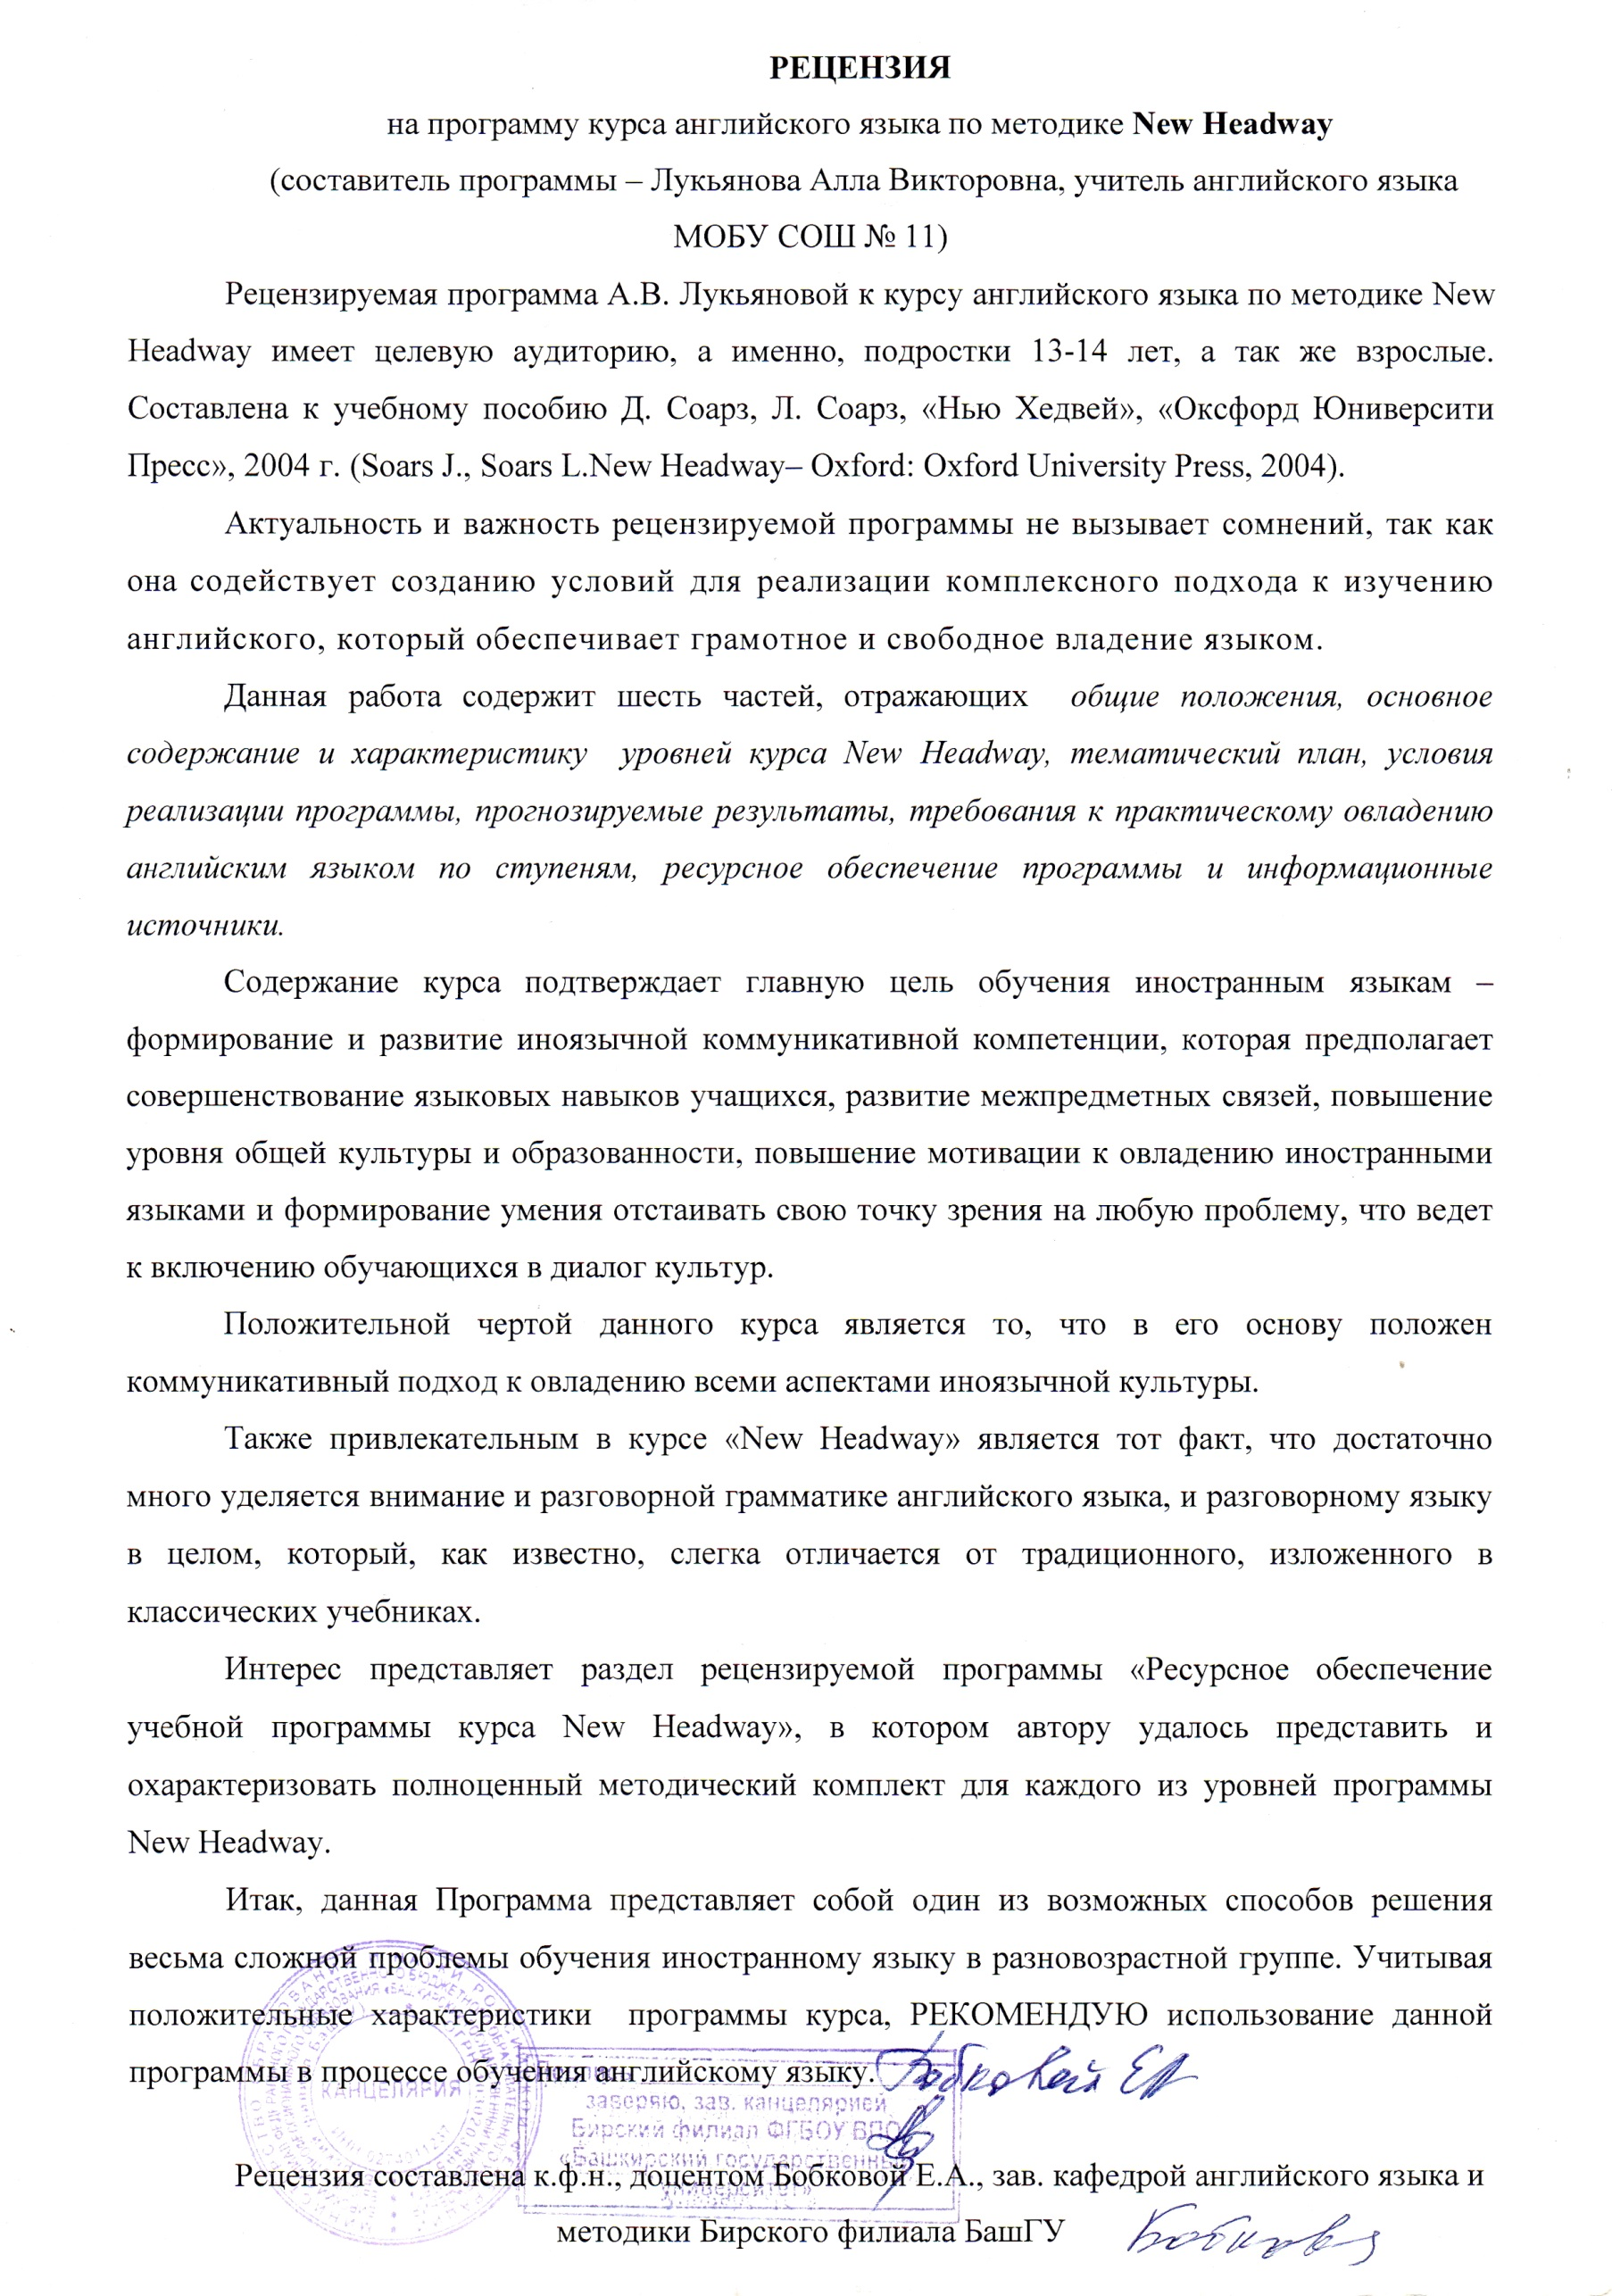 РЕЦЕНЗИЯ
на программу курса английского языка по методике New Headway
(составитель программы – Лукьянова Алла Викторовна, учитель английского языка
МОБУ СОШ № 11)
Рецензируемая программа А.В. Лукьяновой к курсу английского языка по методике New
Headway имеет целевую аудиторию, а именно, подростки 13-14 лет, а так же взрослые.
Составлена к учебному пособию Д. Соарз, Л. Соарз, «Нью Хедвей», «Оксфорд Юниверсити
Пресс», 2004 г. (Soars J., Soars L.New Headway– Oxford: Oxford University Press, 2004).
Актуальность и важность рецензируемой программы не вызывает сомнений, так как
она содействует созданию условий для реализации комплексного подхода к изучению
английского, который обеспечивает грамотное и свободное владение языком.
Данная работа содержит шесть частей, отражающих общие положения, основное
содержание и характеристику уровней курса New Headway, тематический план, условия
реализации программы, прогнозируемые результаты, требования к практическому овладению
английским языком по ступеням, ресурсное обеспечение программы и информационные
источники.
Содержание курса подтверждает главную цель обучения иностранным языкам –
формирование и развитие иноязычной коммуникативной компетенции, которая предполагает
совершенствование языковых навыков учащихся, развитие межпредметных связей, повышение
уровня общей культуры и образованности, повышение мотивации к овладению иностранными
языками и формирование умения отстаивать свою точку зрения на любую проблему, что ведет
к включению обучающихся в диалог культур.
Положительной чертой данного курса является то, что в его основу положен
коммуникативный подход к овладению всеми аспектами иноязычной культуры.
Также привлекательным в курсе «New Headway» является тот факт, что достаточно
много уделяется внимание и разговорной грамматике английского языка, и разговорному языку
в целом, который, как известно, слегка отличается от традиционного, изложенного в
классических учебниках.
Интерес представляет раздел рецензируемой программы «Ресурсное обеспечение
учебной программы курса New Headway», в котором автору удалось представить и
охарактеризовать полноценный методический комплект для каждого из уровней программы
New Headway.
Итак, данная Программа представляет собой один из возможных способов решения
весьма сложной проблемы обучения иностранному языку в разновозрастной группе. Учитывая
положительные характеристики программы курса, РЕКОМЕНДУЮ использование данной
программы в процессе обучения английскому языку. Бобковой ЕА
КАНЦЕЛЯРИЯ
заверяю, зав. канцелярией
Бирский филиал ФГБОУ ВПО
«Башкирский государственный
университет»
Рецензия составлена к.ф.н., доцентом Бобковой Е.А., зав. кафедрой английского языка и
методики Бирского филиала БашГУ
Бобкова